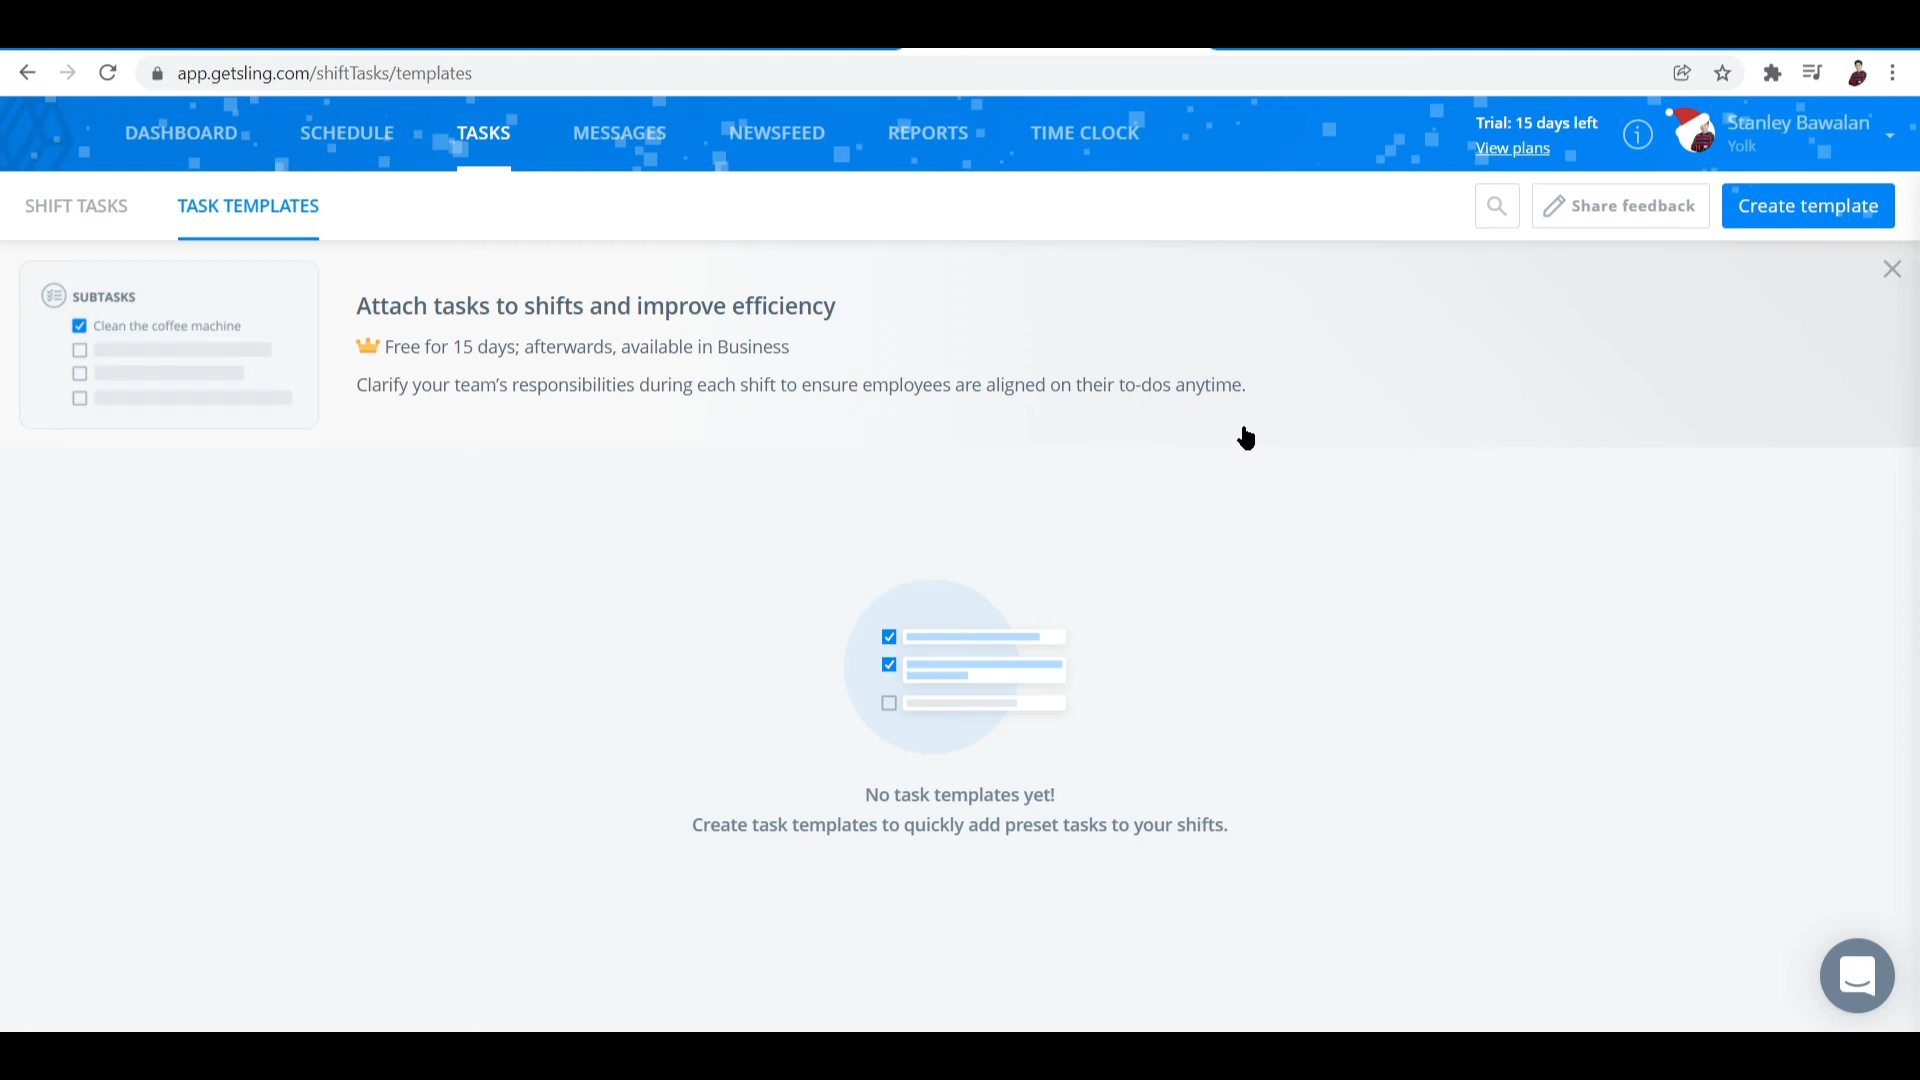 app.getsling.com/shiftTasks/templates
DASHBOARD SCHEDULE TASKS MESSAGES NEWSFEED REPORTS TIME CLOCK
Trial: 15 days left
View plans
Stanley Bawalan
Yolk
SHIFT TASKS TASK TEMPLATES
Share feedback
Create template
SUBTASKS
Clean the coffee machine
Attach tasks to shifts and improve efficiency
Free for 15 days; afterwards, available in Business
Clarify your team's responsibilities during each shift to ensure employees are aligned on their to-dos anytime.
No task templates yet!
Create task templates to quickly add preset tasks to your shifts.